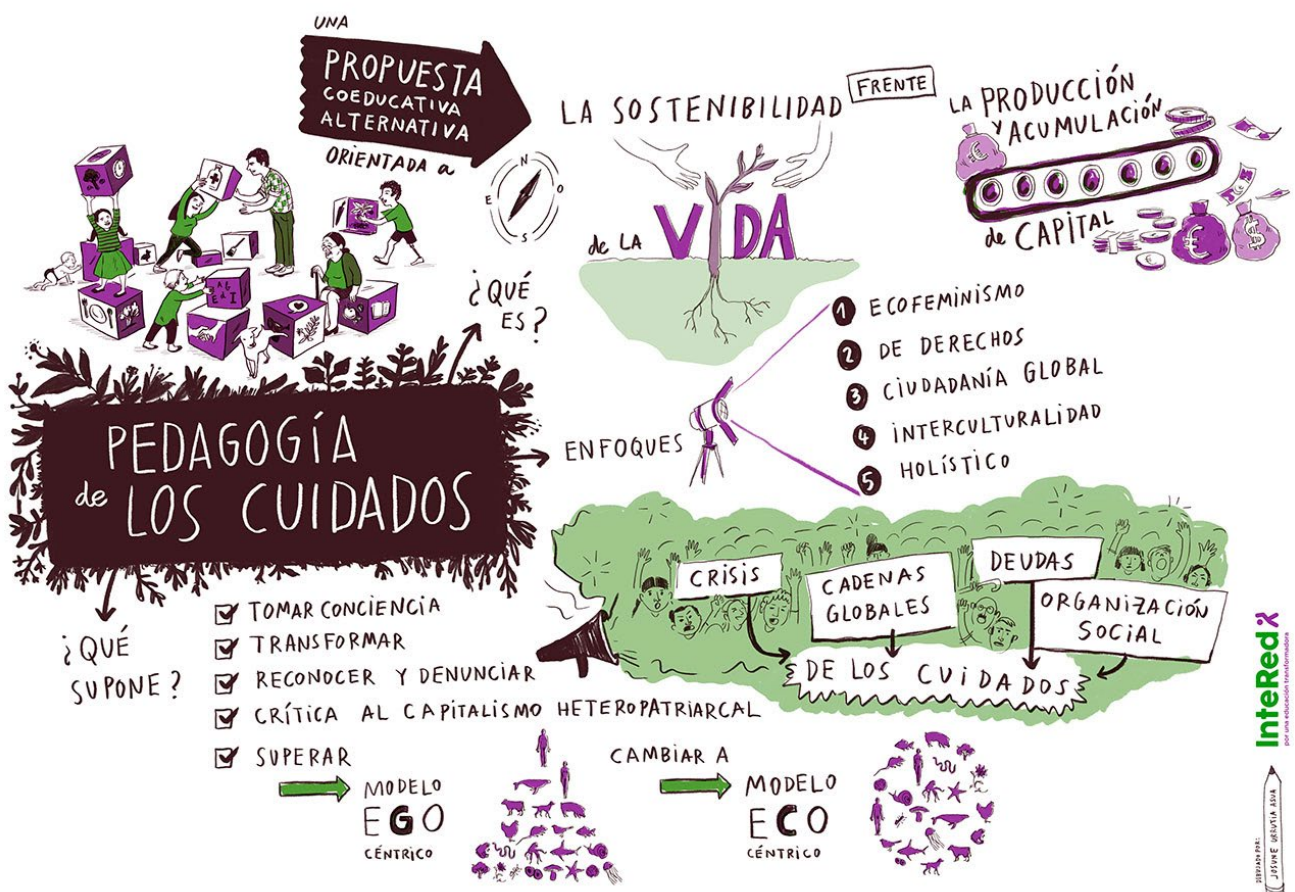 UNA
PROPUESTA
COEDUCATIVA
ALTERNATIVA
ORIENTADA a
N
E
O
S
LA SOSTENIBILIDAD
de LA VIDA
FRENTE
LA PRODUCCIÓN
Y ACUMULACIÓN
de CAPITAL
€
€
$
A B
E d I
¿QUÉ
ES?
PEDAGOGÍA
de LOS CUIDADOS
ENFOQUES
1 ECOFEMINISMO
2 DE DERECHOS
3 CIUDADANÍA GLOBAL
4 INTERCULTURALIDAD
5 HOLÍSTICO
CRISIS
CADENAS
GLOBALES
DEUDAS
ORGANIZACIÓN
SOCIAL
DE LOS CUIDADOS
¿QUÉ
SUPONE?
TOMAR CONCIENCIA
TRANSFORMAR
RECONOCER Y DENUNCIAR
CRÍTICA AL CAPITALISMO HETEROPATRIARCAL
SUPERAR
MODELO
EGO
CÉNTRICO
CAMBIAR A
MODELO
ECO
CÉNTRICO
InteRed
por una educación transformadora
DIBUJADO POR:
JOSUNE URRUTIA ASUA